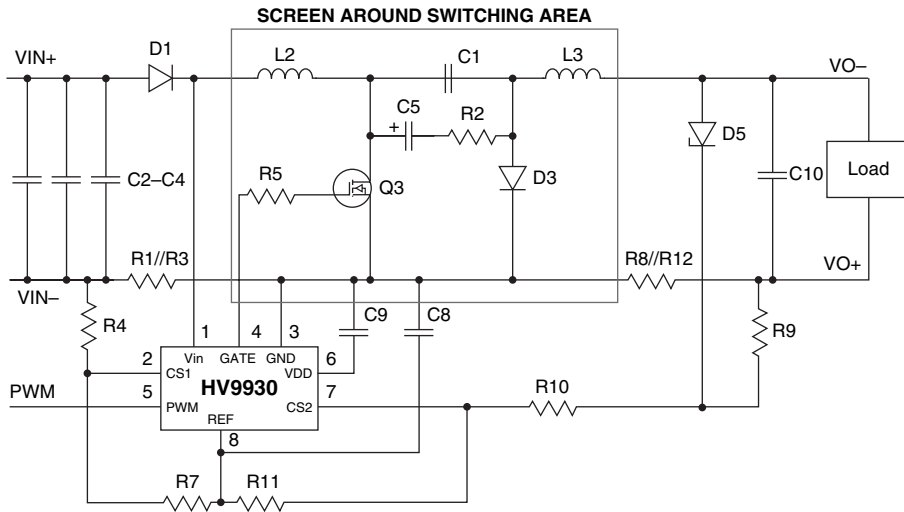 SCREEN AROUND SWITCHING AREA
VIN+
D1
L2
C1
L3
VO–
C5
R2
+
D5
C2–C4
R5
Q3
D3
C10
Load
R1//R3
R8//R12
VO+
VIN–
R4
1
4
3
C9
C8
R9
2
Vin
GATE
GND
6
CS1
VDD
HV9930
7
PWM
5
PWM
CS2
R10
REF
8
R7
R11